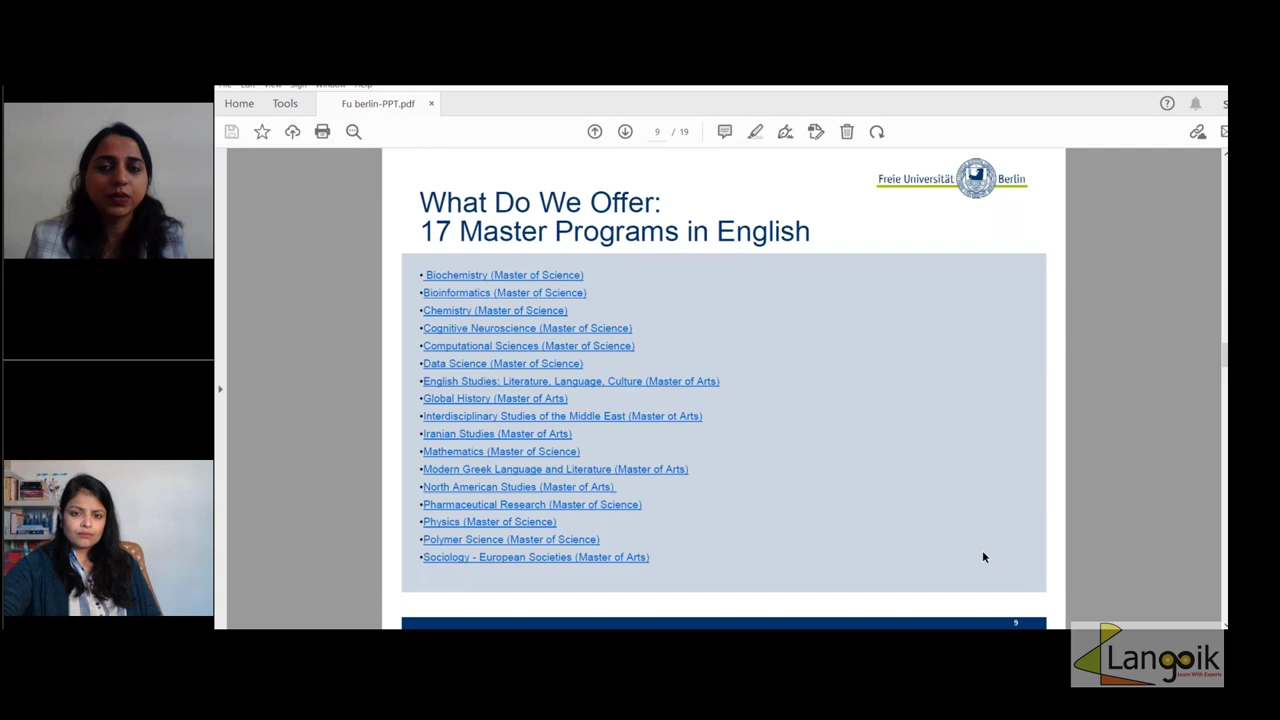 Home Tools Fu berlin-PPT.pdf ×
9 / 19
Freie Universität Berlin
What Do We Offer:
17 Master Programs in English
• Biochemistry (Master of Science)
•Bioinformatics (Master of Science)
•Chemistry (Master of Science)
•Cognitive Neuroscience (Master of Science)
•Computational Sciences (Master of Science)
•Data Science (Master of Science)
•English Studies: Literature, Language, Culture (Master of Arts)
•Global History (Master of Arts)
•Interdisciplinary Studies of the Middle East (Master ot Arts)
•Iranian Studies (Master of Arts)
•Mathematics (Master of Science)
•Modern Greek Language and Literature (Master of Arts)
•North American Studies (Master of Arts)
•Pharmaceutical Research (Master of Science)
•Physics (Master of Science)
•Polymer Science (Master of Science)
•Sociology - European Societies (Master of Arts)
9
Langoik
Learn With Experts